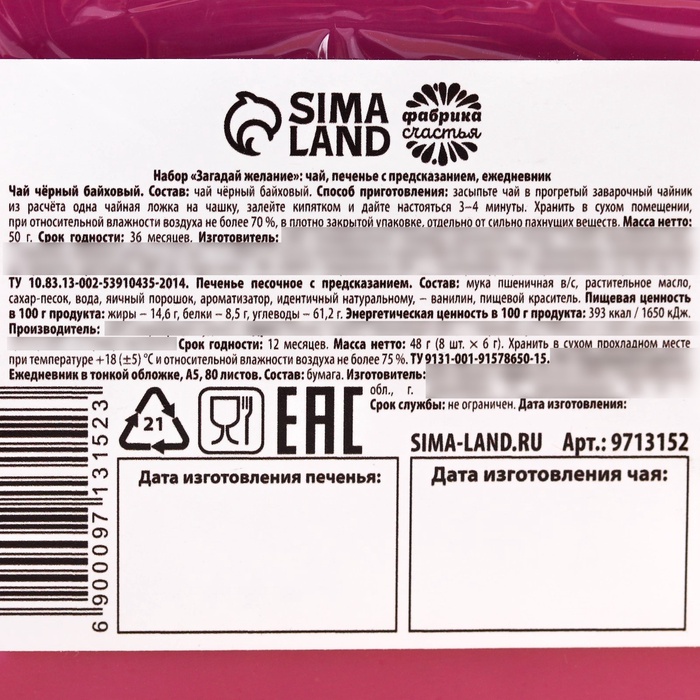 SIMA
LAND
фабрика
счастья
Набор «Загадай желание»: чай, печенье с предсказанием, ежедневник
Чай чёрный байховый. Состав: чай чёрный байховый. Способ приготовления: засыпьте чай в прогретый заварочный чайник
из расчёта одна чайная ложка на чашку, залейте кипятком и дайте настояться 3–4 минуты. Хранить в сухом помещении,
при относительной влажности воздуха не более 70 %, в плотно закрытой упаковке, отдельно от сильно пахнущих веществ. Масса нетто:
50 г. Срок годности: 36 месяцев. Изготовитель:
ТУ 10.83.13-002-53910435-2014. Печенье песочное с предсказанием. Состав: мука пшеничная в/с, растительное масло,
сахар-песок, вода, яичный порошок, ароматизатор, идентичный натуральному, – ванилин, пищевой краситель. Пищевая ценность
в 100 г продукта: жиры – 14,6 г, белки – 8,5 г, углеводы – 61,2 г. Энергетическая ценность в 100 г продукта: 393 ккал / 1650 кДж.
Производитель:
Срок годности: 12 месяцев. Масса нетто: 48 г (8 шт. × 6 г). Хранить в сухом прохладном месте
при температуре +18 (±5) °С и относительной влажности воздуха не более 75 %. ТУ 9131-001-91578650-15.
Ежедневник в тонкой обложке, А5, 80 листов. Состав: бумага. Изготовитель:
обл., г.
Срок службы: не ограничен. Дата изготовления:
21
EAC
SIMA-LAND.RU Арт.: 9713152
Дата изготовления печенья:
Дата изготовления чая:
6 900097 131523